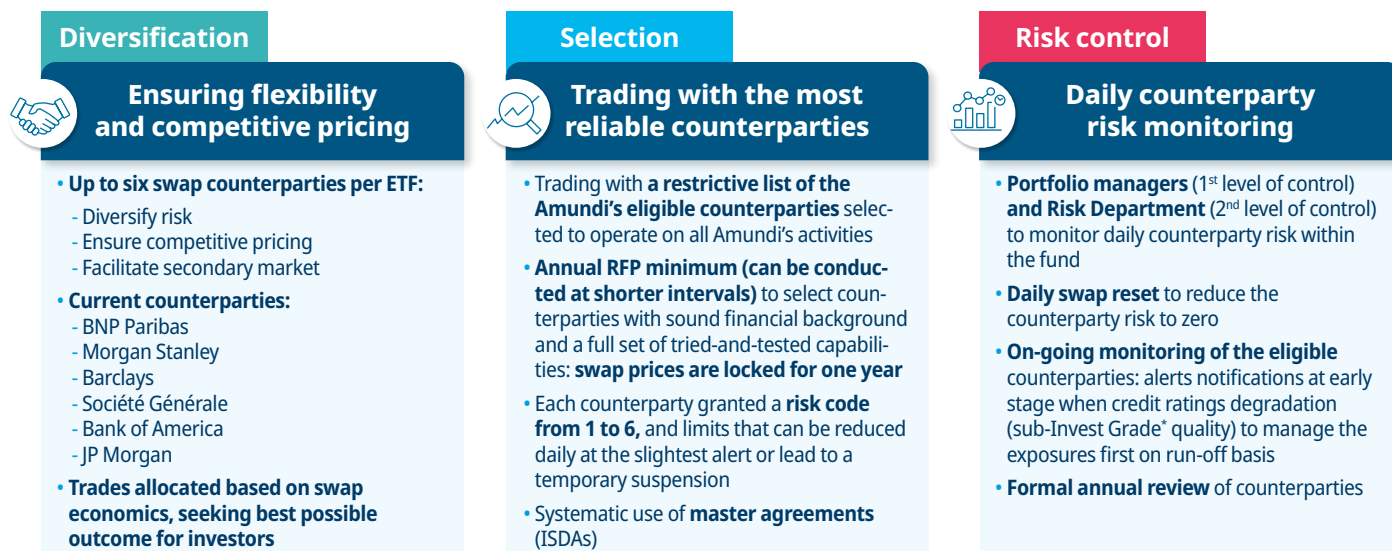 Diversification
Ensuring flexibility
and competitive pricing
• Up to six swap counterparties per ETF:
- Diversify risk
- Ensure competitive pricing
- Facilitate secondary market
• Current counterparties:
- BNP Paribas
- Morgan Stanley
- Barclays
- Société Générale
- Bank of America
- JP Morgan
• Trades allocated based on swap
economics, seeking best possible
outcome for investors
Selection
Trading with the most
reliable counterparties
• Trading with a restrictive list of the
Amundi's eligible counterparties selec-
ted to operate on all Amundi's activities
• Annual RFP minimum (can be conduc-
ted at shorter intervals) to select coun-
terparties with sound financial background
and a full set of tried-and-tested capabili-
ties: swap prices are locked for one year
• Each counterparty granted a risk code
from 1 to 6, and limits that can be reduced
daily at the slightest alert or lead to a
temporary suspension
• Systematic use of master agreements
(ISDAs)
Risk control
Daily counterparty
risk monitoring
• Portfolio managers (1st level of control)
and Risk Department (2nd level of control)
to monitor daily counterparty risk within
the fund
• Daily swap reset to reduce the
counterparty risk to zero
• On-going monitoring of the eligible
counterparties: alerts notifications at early
stage when credit ratings degradation
(sub-Invest Grade* quality) to manage the
exposures first on run-off basis
• Formal annual review of counterparties